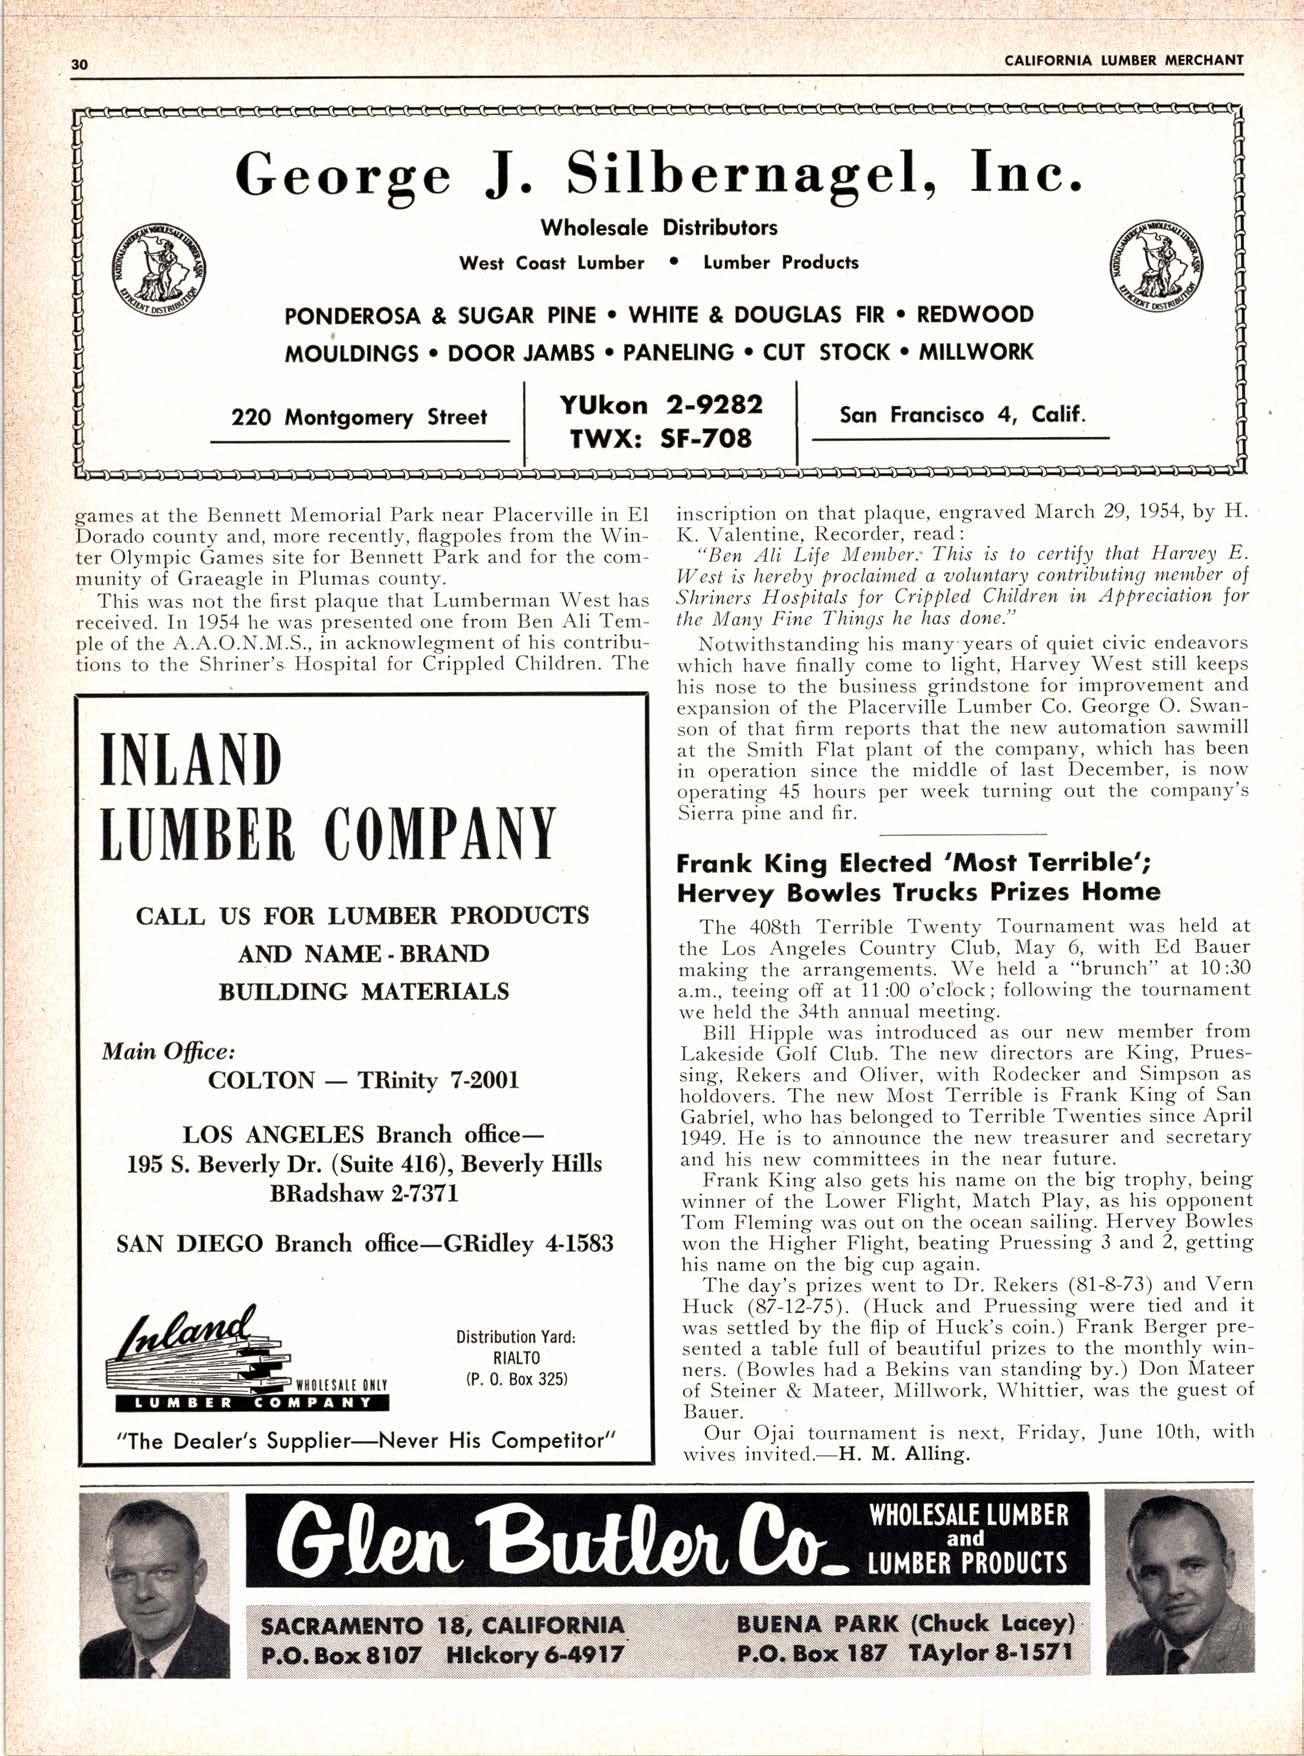 30
CALIFORNIA LUMBER MERCHANT
George J. Silbernagel, Inc.
Wholesale Distributors
West Coast Lumber • Lumber Products
NATIONAL-AMERICAN WHOLESALE LUMBER ASSN.
EFFICIENT DISTRIBUTION
NATIONAL-AMERICAN WHOLESALE LUMBER ASSN.
EFFICIENT DISTRIBUTION
PONDEROSA & SUGAR PINE • WHITE & DOUGLAS FIR • REDWOOD
MOULDINGS • DOOR JAMBS • PANELING • CUT STOCK • MILLWORK
220 Montgomery Street
YUkon 2-9282
TWX: SF-708
San Francisco 4, Calif.
games at the Bennett Memorial Park near Placerville in El
Dorado county and, more recently, flagpoles from the Win-
ter Olympic Games site for Bennett Park and for the com-
munity of Graeagle in Plumas county.
This was not the first plaque that Lumberman West has
received. In 1954 he was presented one from Ben Ali Tem-
ple of the A.A.O.N.M.S., in acknowlegment of his contribu-
tions to the Shriner's Hospital for Crippled Children. The
INLAND
LUMBER COMPANY
CALL US FOR LUMBER PRODUCTS
AND NAME-BRAND
BUILDING MATERIALS
Main Office:
COLTON — TRinity 7-2001
LOS ANGELES Branch office—
195 S. Beverly Dr. (Suite 416), Beverly Hills
BRadshaw 2-7371
SAN DIEGO Branch office—GRidley 4-1583
Inland
WHOLESALE ONLY
LUMBER COMPANY
Distribution Yard:
RIALTO
(P. O. Box 325)
"The Dealer's Supplier—Never His Competitor"
inscription on that plaque, engraved March 29, 1954, by H.
K. Valentine, Recorder, read:
"Ben Ali Life Member: This is to certify that Harvey E.
West is hereby proclaimed a voluntary contributing member of
Shriners Hospitals for Crippled Children in Appreciation for
the Many Fine Things he has done."
Notwithstanding his many years of quiet civic endeavors
which have finally come to light, Harvey West still keeps
his nose to the business grindstone for improvement and
expansion of the Placerville Lumber Co. George O. Swan-
son of that firm reports that the new automation sawmill
at the Smith Flat plant of the company, which has been
in operation since the middle of last December, is now
operating 45 hours per week turning out the company's
Sierra pine and fir.
Frank King Elected 'Most Terrible';
Hervey Bowles Trucks Prizes Home
The 408th Terrible Twenty Tournament was held at
the Los Angeles Country Club, May 6, with Ed Bauer
making the arrangements. We held a "brunch" at 10:30
a.m., teeing off at 11:00 o'clock; following the tournament
we held the 34th annual meeting.
Bill Hipple was introduced as our new member from
Lakeside Golf Club. The new directors are King, Prues-
sing, Rekers and Oliver, with Rodecker and Simpson as
holdovers. The new Most Terrible is Frank King of San
Gabriel, who has belonged to Terrible Twenties since April
1949. He is to announce the new treasurer and secretary
and his new committees in the near future.
Frank King also gets his name on the big trophy, being
winner of the Lower Flight, Match Play, as his opponent
Tom Fleming was out on the ocean sailing. Hervey Bowles
won the Higher Flight, beating Pruessing 3 and 2, getting
his name on the big cup again.
The day's prizes went to Dr. Rekers (81-8-73) and Vern
Huck (87-12-75). (Huck and Pruessing were tied and it
was settled by the flip of Huck's coin.) Frank Berger pre-
sented a table full of beautiful prizes to the monthly win-
ners. (Bowles had a Bekins van standing by.) Don Mateer
of Steiner & Mateer, Millwork, Whittier, was the guest of
Bauer.
Our Ojai tournament is next, Friday, June 10th, with
wives invited.—H. M. Alling.
Glen Butler Co.
WHOLESALE LUMBER
and
LUMBER PRODUCTS
SACRAMENTO 18, CALIFORNIA
P.O. Box 8107 HIckory 6-4917
BUENA PARK (Chuck Lacey)
P.O. Box 187 TAylor 8-1571